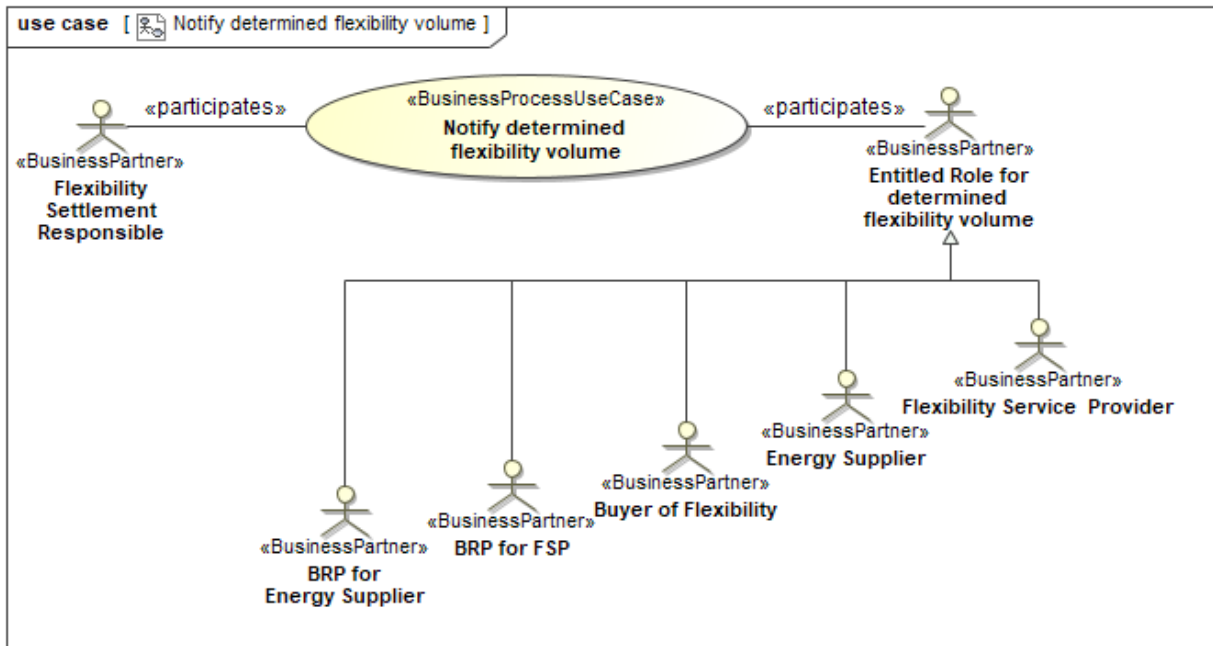 use case [ Notify determined flexibility volume ]
«participates»
«BusinessProcessUseCase»
Notify determined
flexibility volume
«participates»
«BusinessPartner»
Flexibility
Settlement
Responsible
«BusinessPartner»
Entitled Role for
determined
flexibility volume
«BusinessPartner»
Flexibility Service Provider
«BusinessPartner»
Energy Supplier
«BusinessPartner»
Buyer of Flexibility
«BusinessPartner»
BRP for FSP
«BusinessPartner»
BRP for
Energy Supplier